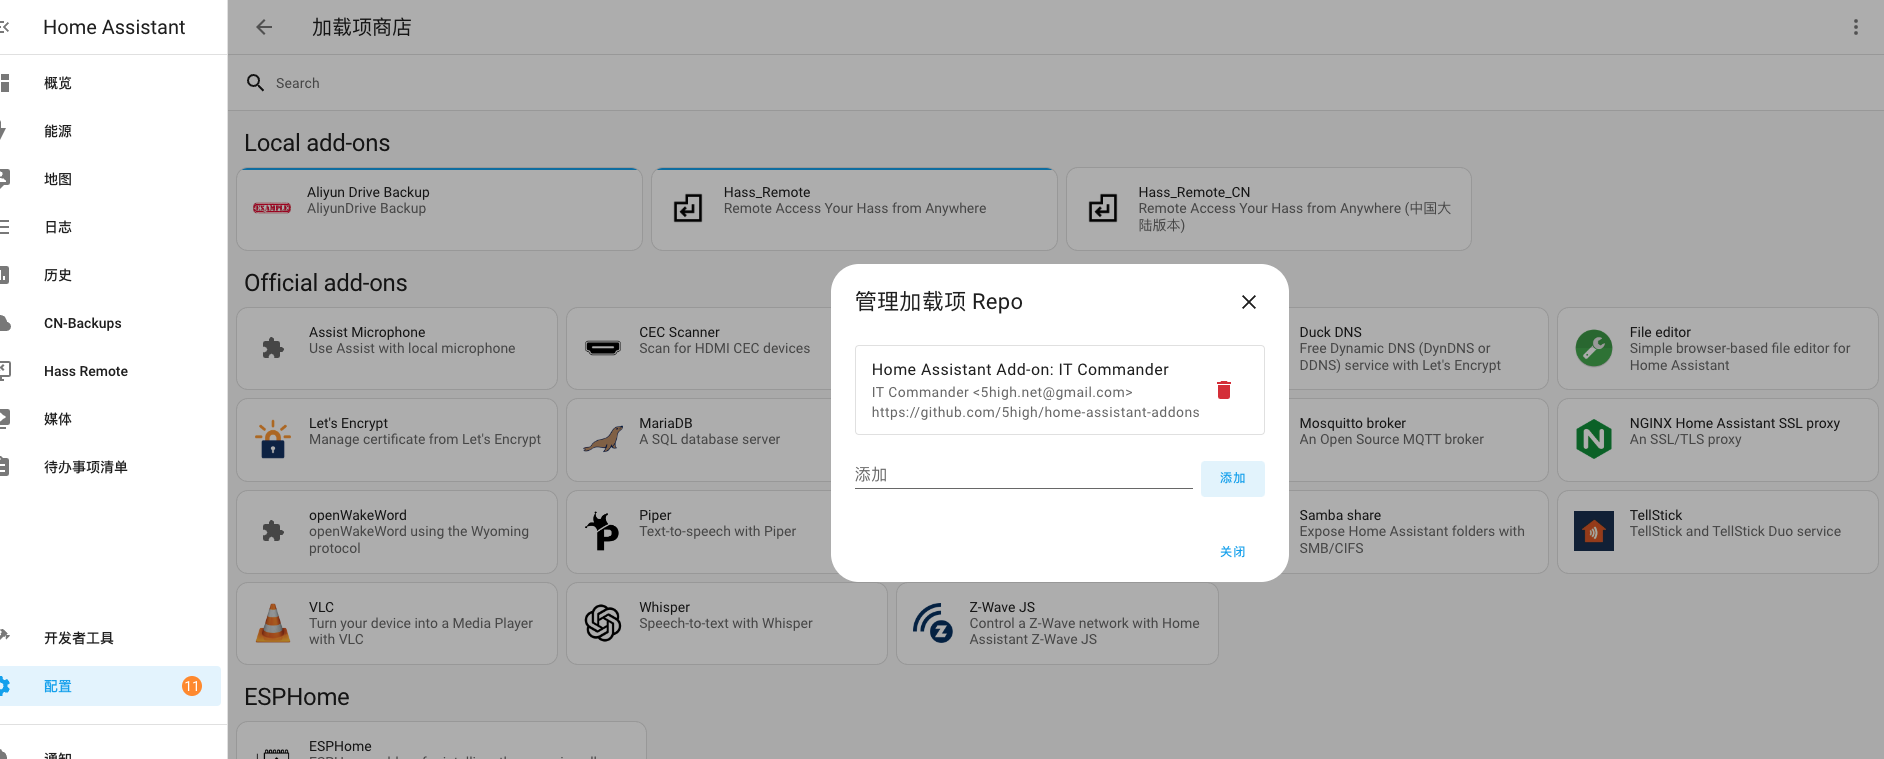 Home Assistant
加载项商店
Search
概览
能源
地图
日志
历史
CN-Backups
Hass Remote
媒体
待办事项清单
开发者工具
配置
11
通知
Local add-ons
Aliyun Drive Backup
AliyunDrive Backup
EXAMPLE
Hass_Remote
Remote Access Your Hass from Anywhere
Hass_Remote_CN
Remote Access Your Hass from Anywhere (中国大
陆版本)
Official add-ons
Assist Microphone
Use Assist with local microphone
CEC Scanner
Scan for HDMI CEC devices
Duck DNS
Free Dynamic DNS (DynDNS or
DDNS) service with Let's Encrypt
File editor
Simple browser-based file editor for
Home Assistant
Let's Encrypt
Manage certificate from Let's Encrypt
MariaDB
A SQL database server
Mosquitto broker
An Open Source MQTT broker
NGINX Home Assistant SSL proxy
An SSL/TLS proxy
openWakeWord
openWakeWord using the Wyoming
protocol
Piper
Text-to-speech with Piper
Samba share
Expose Home Assistant folders with
SMB/CIFS
TellStick
TellStick and TellStick Duo service
VLC
Turn your device into a Media Player
with VLC
Whisper
Speech-to-text with Whisper
Z-Wave JS
Control a Z-Wave network with Home
Assistant Z-Wave JS
ESPHome
ESPHome
管理加载项 Repo
Home Assistant Add-on: IT Commander
IT Commander <5high.net@gmail.com>
https://github.com/5high/home-assistant-addons
添加
添加
关闭